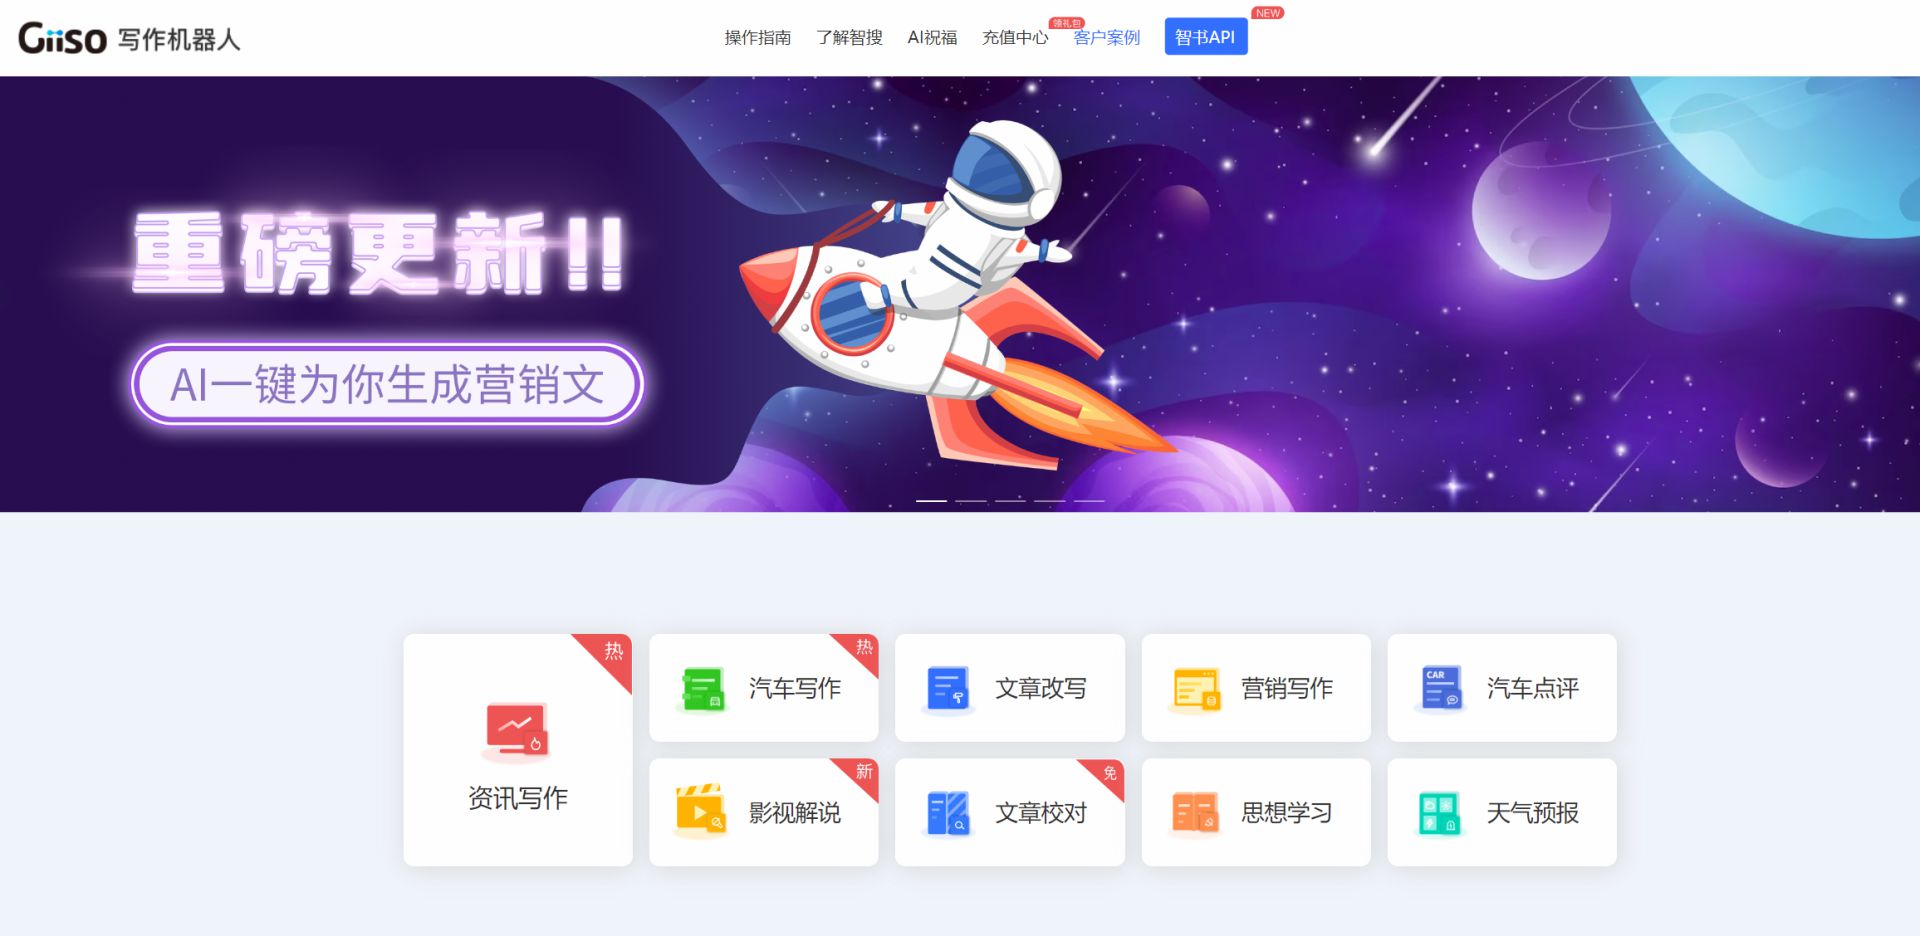 Giiso 写作机器人
操作指南 了解智搜 AI祝福 充值中心 领礼包 客户案例 智书API NEW
重磅更新!!
AI一键为你生成营销文
热
资讯写作
热
汽车写作
文章改写
营销写作
CAR
汽车点评
新
影视解说
免
文章校对
思想学习
天气预报